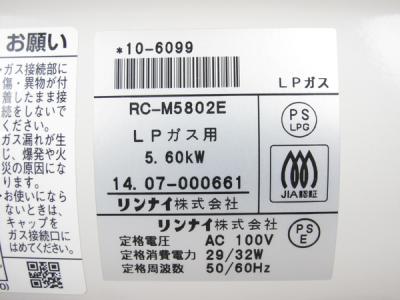 お願い
・ガス接続部に
傷・異物が付
着したまま接
続をしないで
ください。
ガス漏れが生
じ、爆発や火
災の原因に
なります。
・お使いになら
ないときは、
キャップを
ガス接続口に
はめてください。
*10-6099
LPガス
RC-M5802E
LPガス用
5.60kW
14.07-000661
リンナイ株式会社
PS
LPG
JIA認証
リンナイ株式会社
定格電圧 AC 100V
定格消費電力 29/32W
定格周波数 50/60Hz
PS
E